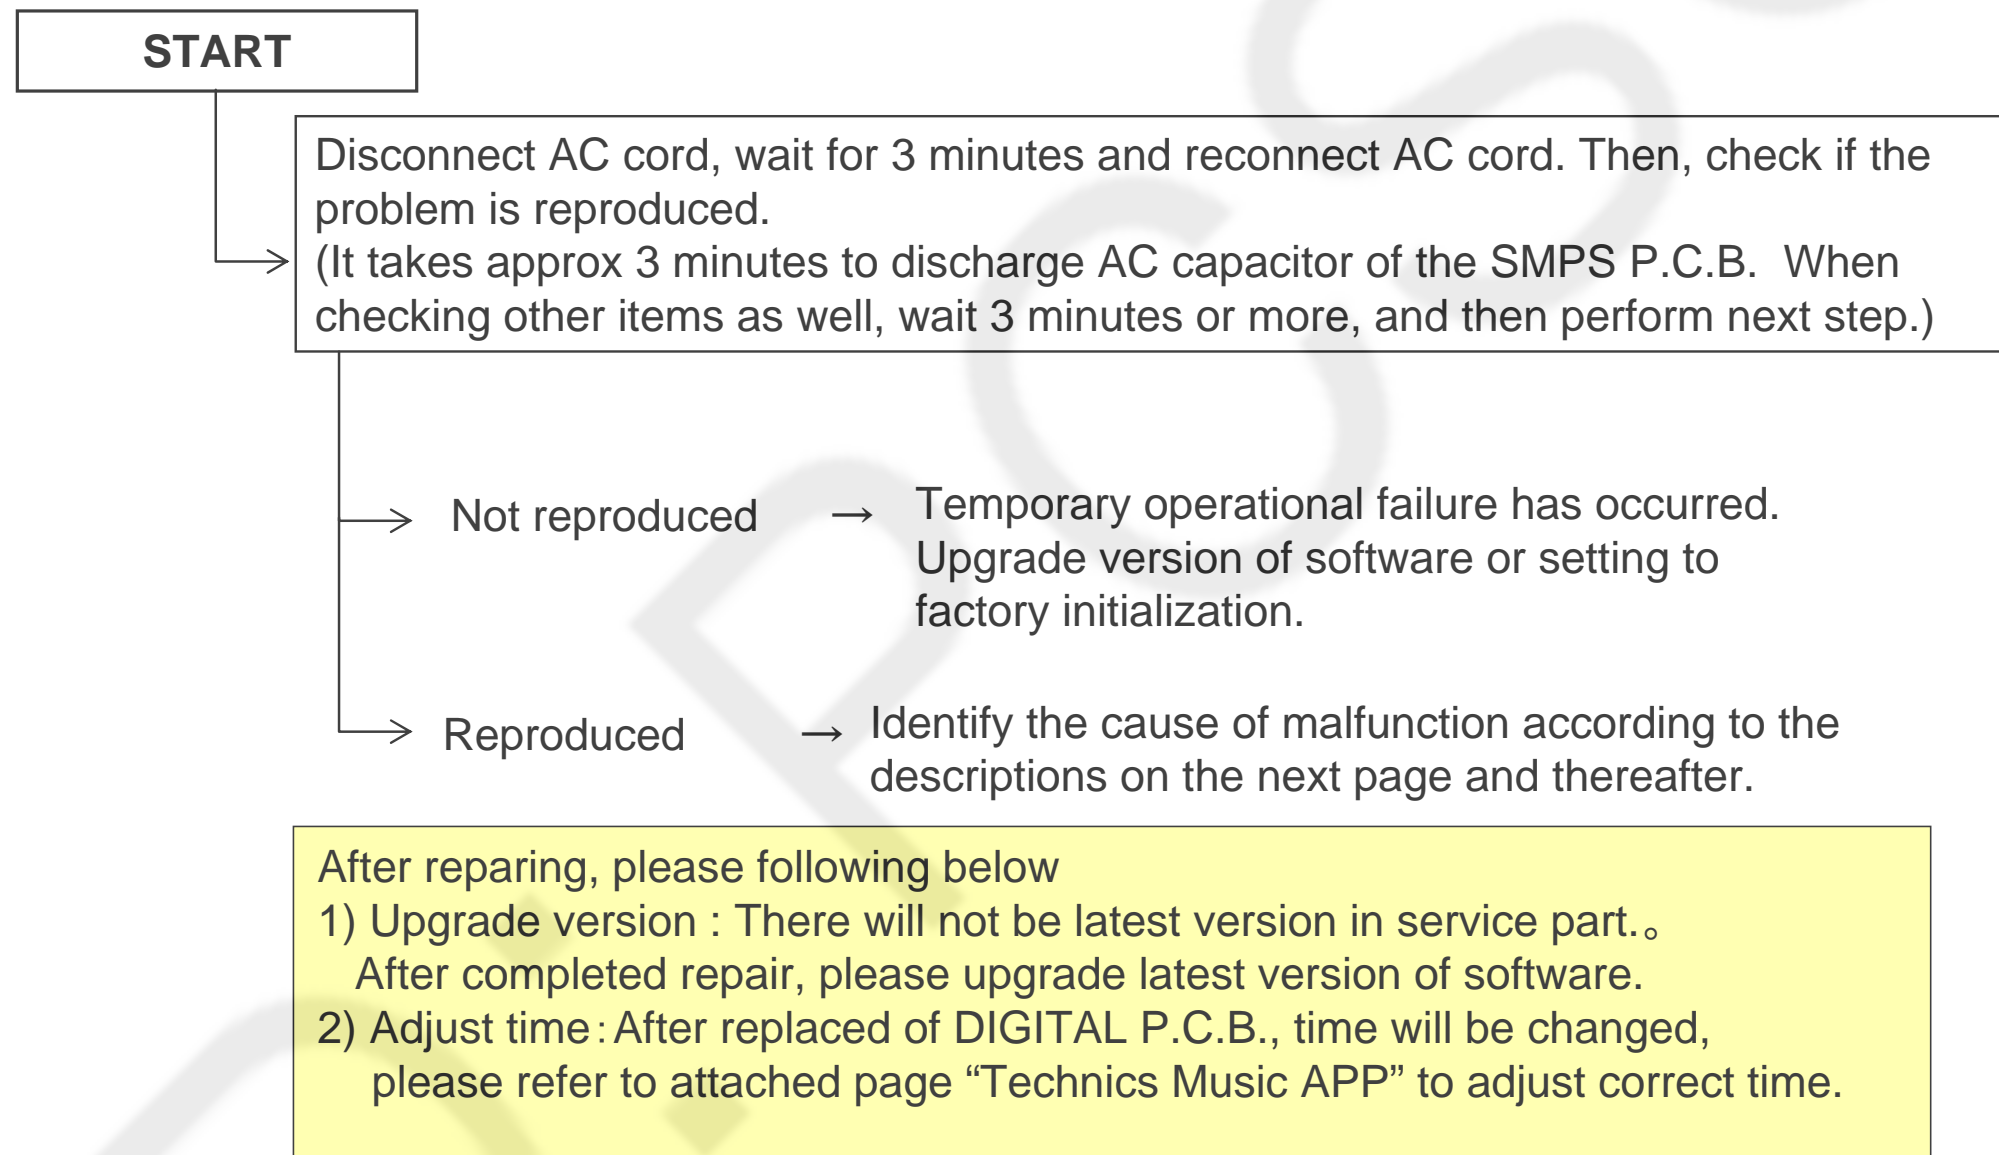 START
Disconnect AC cord, wait for 3 minutes and reconnect AC cord. Then, check if the
problem is reproduced.
(It takes approx 3 minutes to discharge AC capacitor of the SMPS P.C.B.  When
checking other items as well, wait 3 minutes or more, and then perform next step.)
Not reproduced → Temporary operational failure has occurred.
Upgrade version of software or setting to
factory initialization.
Reproduced → Identify the cause of malfunction according to the
descriptions on the next page and thereafter.
After reparing, please following below
1) Upgrade version : There will not be latest version in service part.。
After completed repair, please upgrade latest version of software.
2) Adjust time：After replaced of DIGITAL P.C.B., time will be changed,
please refer to attached page “Technics Music APP” to adjust correct time.